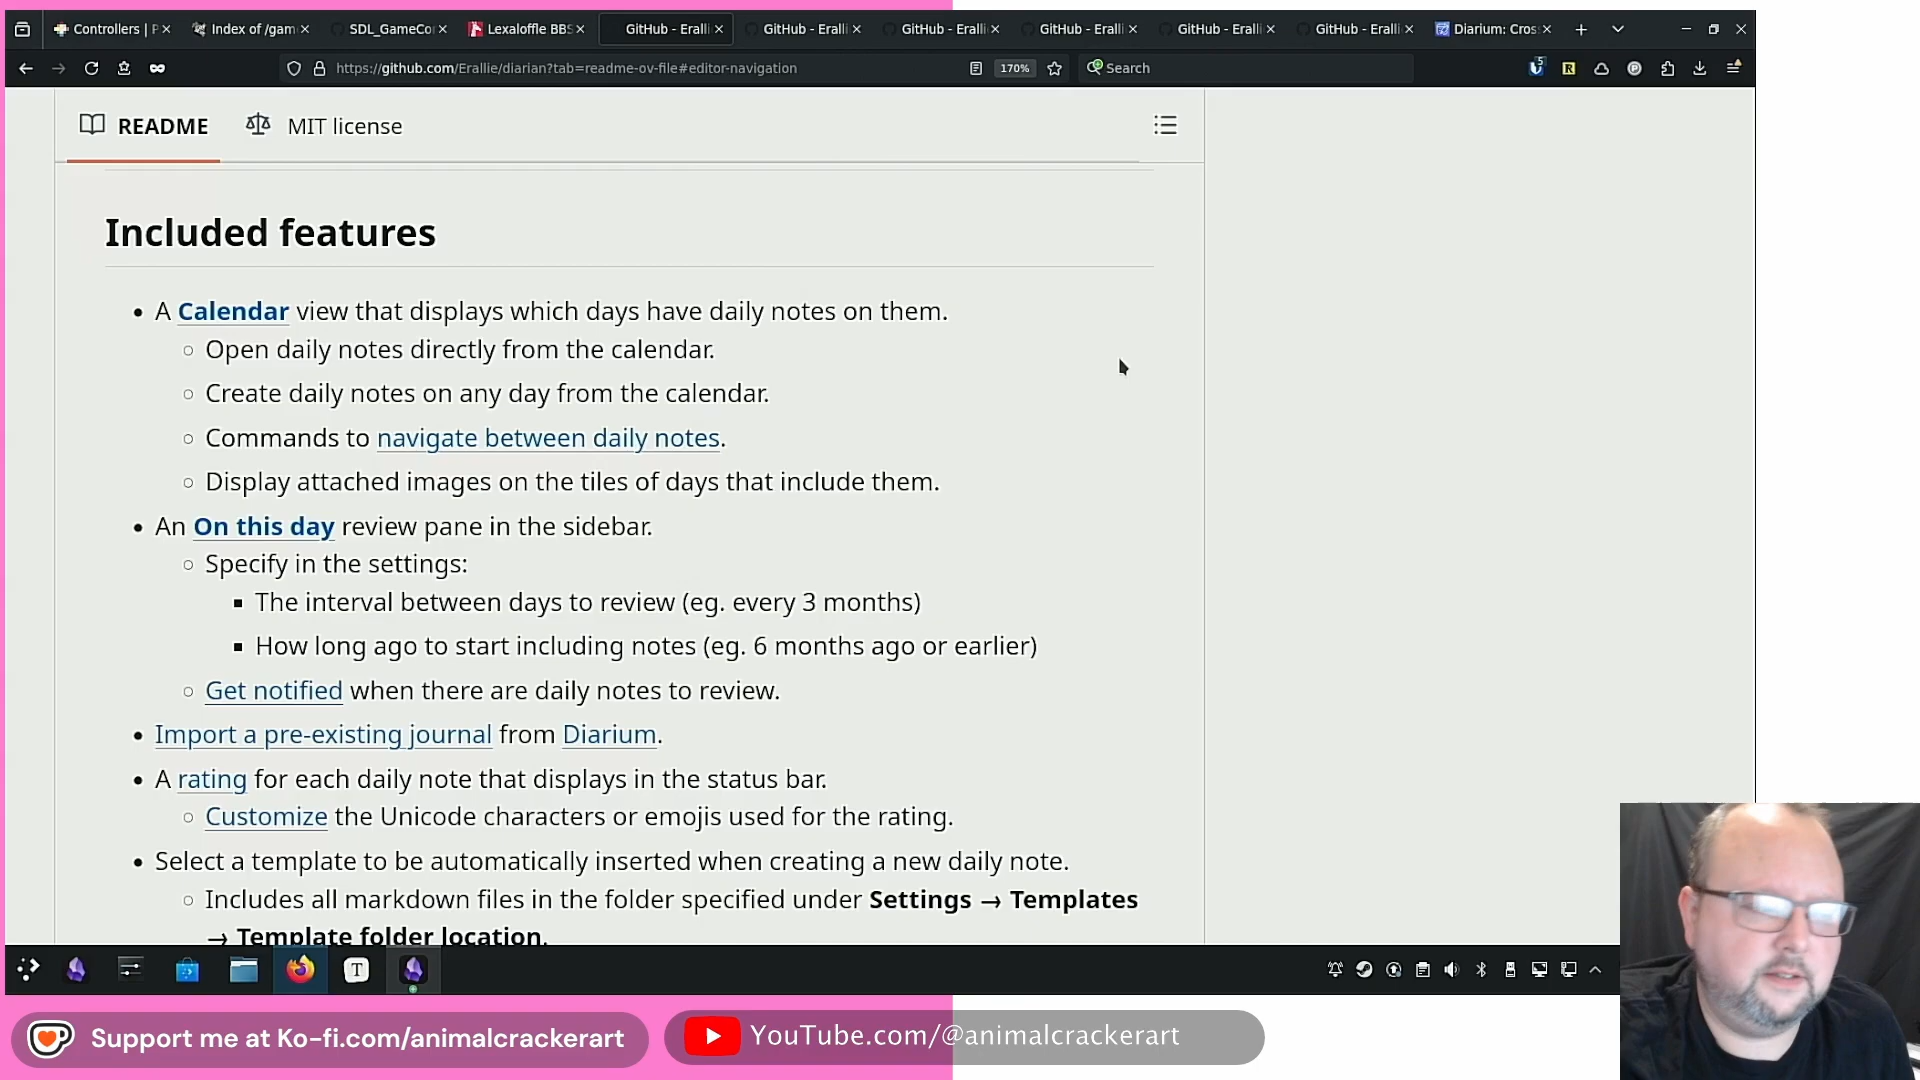 Controllers | P
Index of /gam
SDL_GameCo
Lexaloffle BBS
GitHub - Eralli
GitHub - Eralli
GitHub - Eralli
GitHub - Eralli
GitHub - Eralli
GitHub - Eralli
Diarium: Cros
https://github.com/Erallie/diarian?tab=readme-ov-file#editor-navigation
170%
Search
README
MIT license
Included features
A Calendar view that displays which days have daily notes on them.
Open daily notes directly from the calendar.
Create daily notes on any day from the calendar.
Commands to navigate between daily notes.
Display attached images on the tiles of days that include them.
An On this day review pane in the sidebar.
Specify in the settings:
The interval between days to review (eg. every 3 months)
How long ago to start including notes (eg. 6 months ago or earlier)
Get notified when there are daily notes to review.
Import a pre-existing journal from Diarium.
A rating for each daily note that displays in the status bar.
Customize the Unicode characters or emojis used for the rating.
Select a template to be automatically inserted when creating a new daily note.
Includes all markdown files in the folder specified under Settings → Templates
→ Template folder location.
Support me at Ko-fi.com/animalcrackerart
YouTube.com/@animalcrackerart